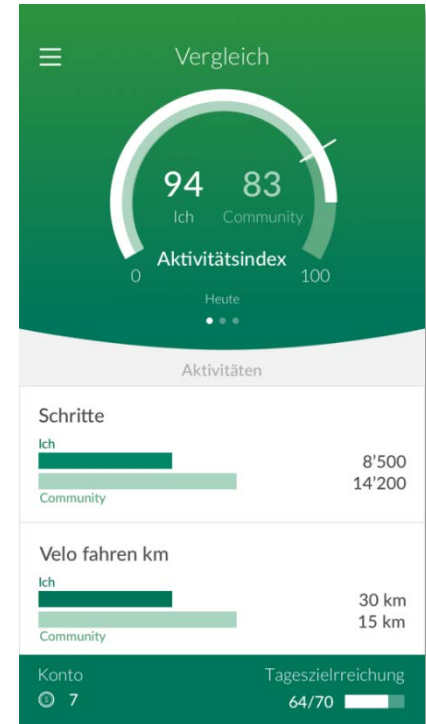 Vergleich
94 83
Ich Community
Aktivitätsindex
0 100
Heute
Aktivitäten
Schritte
Ich
8'500
14'200
Community
Velo fahren km
Ich
30 km
15 km
Community
Konto Tageszielrreichung
7 64/70